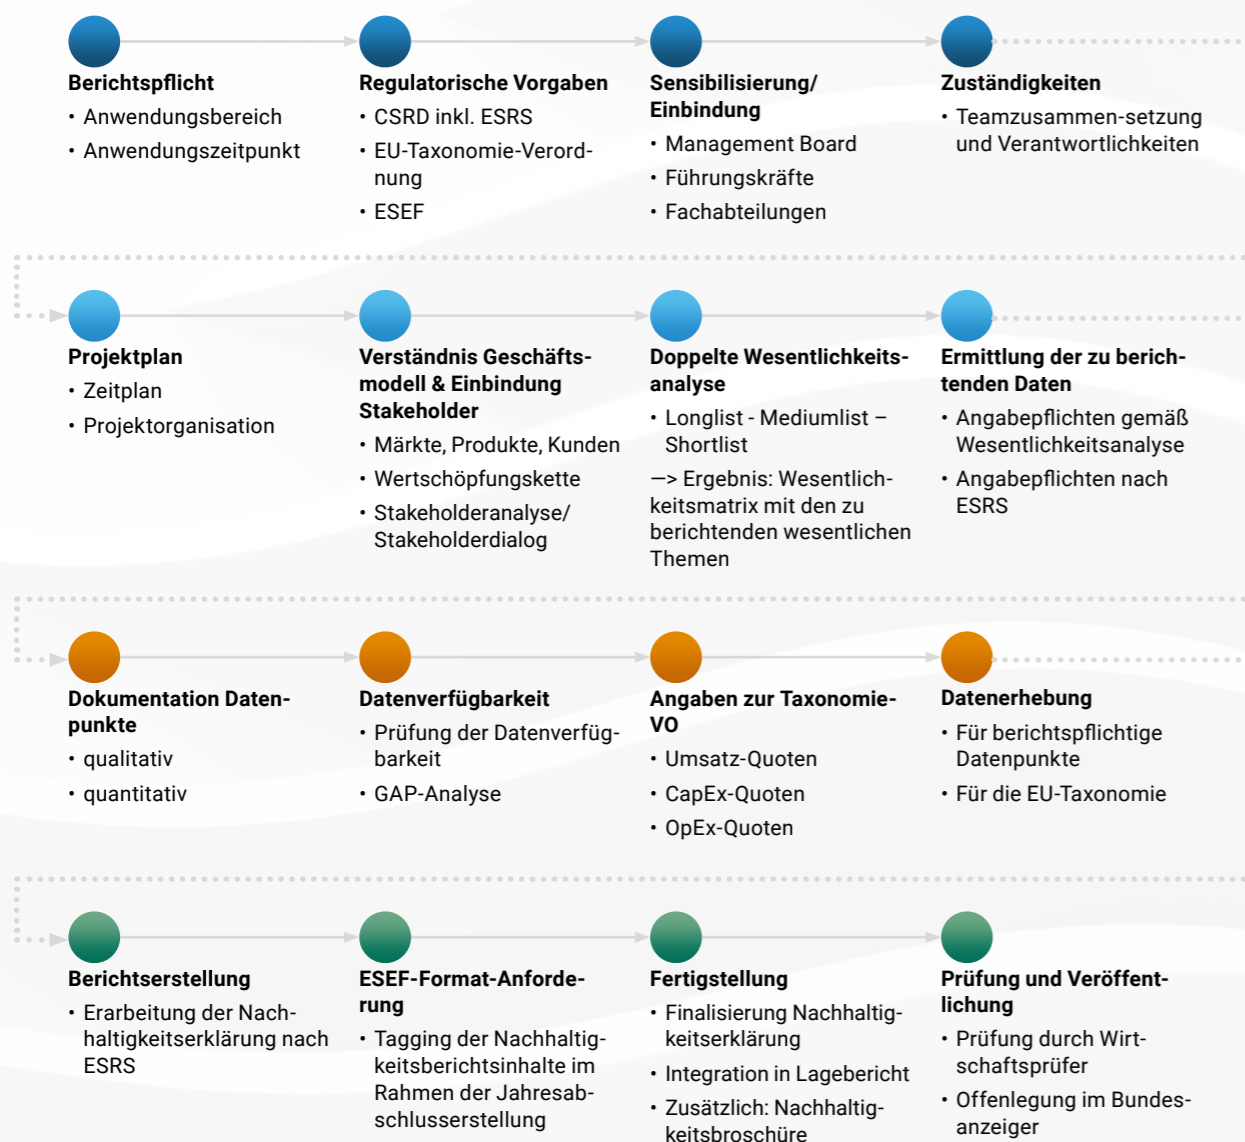 Berichtspflicht
• Anwendungsbereich
• Anwendungszeitpunkt
Regulatorische Vorgaben
• CSRD inkl. ESRS
• EU-Taxonomie-Verord-
nung
• ESEF
Sensibilisierung/
Einbindung
• Management Board
• Führungskräfte
• Fachabteilungen
Zuständigkeiten
• Teamzusammen-setzung
und Verantwortlichkeiten
Projektplan
• Zeitplan
• Projektorganisation
Verständnis Geschäfts-
modell & Einbindung
Stakeholder
• Märkte, Produkte, Kunden
• Wertschöpfungskette
• Stakeholderanalyse/
Stakeholderdialog
Doppelte Wesentlichkeits-
analyse
• Longlist - Mediumlist –
Shortlist
—> Ergebnis: Wesentlich-
keitsmatrix mit den zu
berichtenden wesentlichen
Themen
Ermittlung der zu berich-
tenden Daten
• Angabepflichten gemäß
Wesentlichkeitsanalyse
• Angabepflichten nach
ESRS
Dokumentation Daten-
punkte
• qualitativ
• quantitativ
Datenverfügbarkeit
• Prüfung der Datenverfüg-
barkeit
• GAP-Analyse
Angaben zur Taxonomie-
VO
• Umsatz-Quoten
• CapEx-Quoten
• OpEx-Quoten
Datenerhebung
• Für berichtspflichtige
Datenpunkte
• Für die EU-Taxonomie
Berichtserstellung
• Erarbeitung der Nach-
haltigkeitserklärung nach
ESRS
ESEF-Format-Anforde-
rung
• Tagging der Nachhaltig-
keitsberichtsinhalte im
Rahmen der Jahresab-
schlusserstellung
Fertigstellung
• Finalisierung Nachhaltig-
keitserklärung
• Integration in Lagebericht
• Zusätzlich: Nachhaltig-
keitsbroschüre
Prüfung und Veröffent-
lichung
• Prüfung durch Wirt-
schaftsprüfer
• Offenlegung im Bundes-
anzeiger